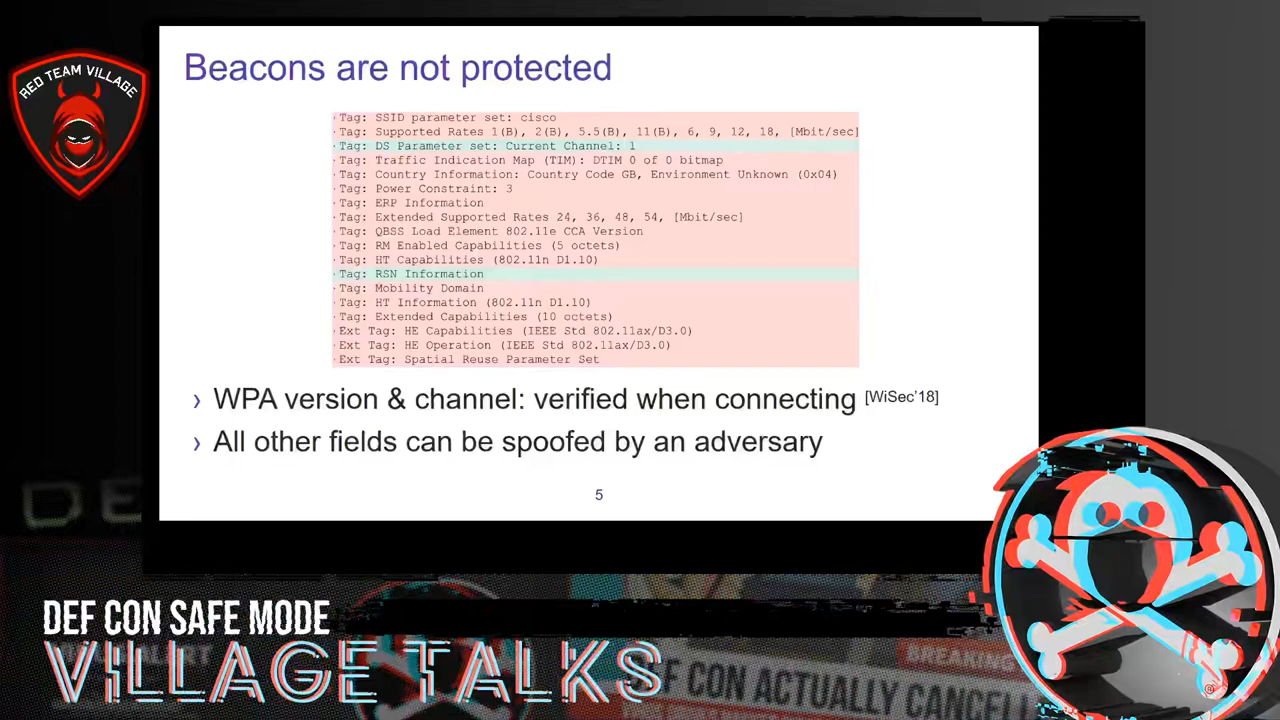 RED TEAM VILLAGE
Beacons are not protected
Tag: SSID parameter set: cisco
Tag: Supported Rates 1(B), 2(B), 5.5(B), 11(B), 6, 9, 12, 18, [Mbit/sec]
Tag: DS Parameter set: Current Channel: 1
Tag: Traffic Indication Map (TIM): DTIM 0 of 0 bitmap
Tag: Country Information: Country Code GB, Environment Unknown (0x04)
Tag: Power Constraint: 3
Tag: ERP Information
Tag: Extended Supported Rates 24, 36, 48, 54, [Mbit/sec]
Tag: QBSS Load Element 802.11e CCA Version
Tag: RM Enabled Capabilities (5 octets)
Tag: HT Capabilities (802.11n D1.10)
Tag: RSN Information
Tag: Mobility Domain
Tag: HT Information (802.11n D1.10)
Tag: Extended Capabilities (10 octets)
Ext Tag: HE Capabilities (IEEE Std 802.11ax/D3.0)
Ext Tag: HE Operation (IEEE Std 802.11ax/D3.0)
Ext Tag: Spatial Reuse Parameter Set
› WPA version & channel: verified when connecting [WiSec'18]
› All other fields can be spoofed by an adversary
5
DE
DEF CON SAFE MODE
VILLAGE TALKS
BREAKING
DEF CON ACTUALLY CANCEL